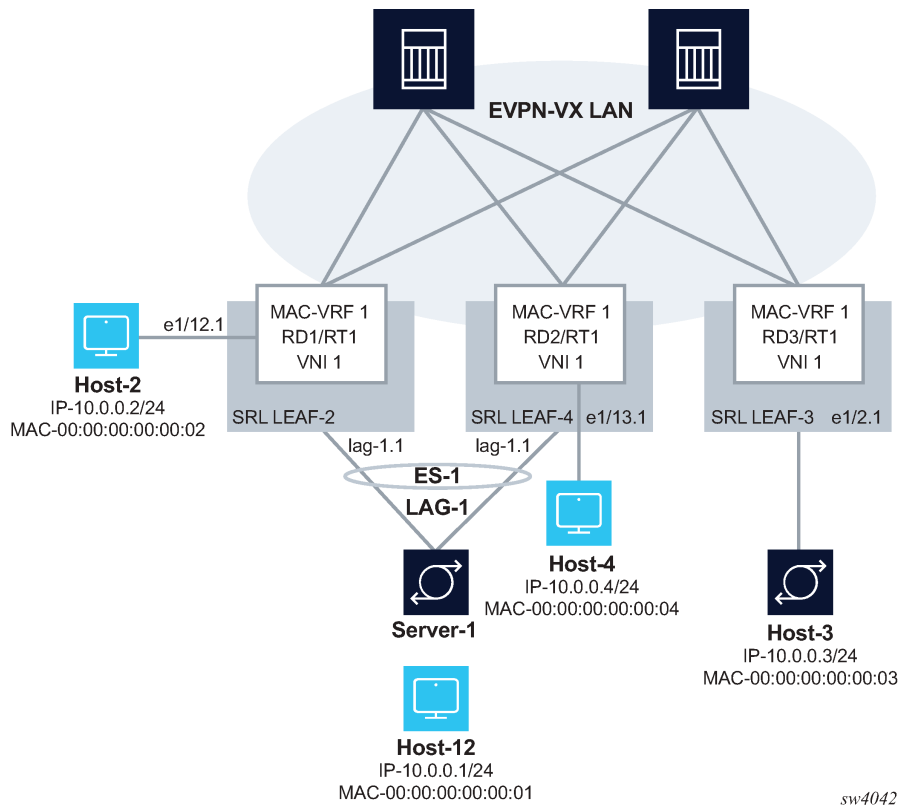 EVPN-VX LAN
MAC-VRF 1
RD1/RT1
VNI 1
MAC-VRF 1
RD2/RT1
VNI 1
MAC-VRF 1
RD3/RT1
VNI 1
e1/12.1
Host-2
IP-10.0.0.2/24
MAC-00:00:00:00:00:02
SRL LEAF-2
SRL LEAF-4
e1/13.1
SRL LEAF-3
e1/2.1
lag-1.1
lag-1.1
ES-1
LAG-1
Host-4
IP-10.0.0.4/24
MAC-00:00:00:00:00:04
Server-1
Host-3
IP-10.0.0.3/24
MAC-00:00:00:00:00:03
Host-12
IP-10.0.0.1/24
MAC-00:00:00:00:00:01
sw4042